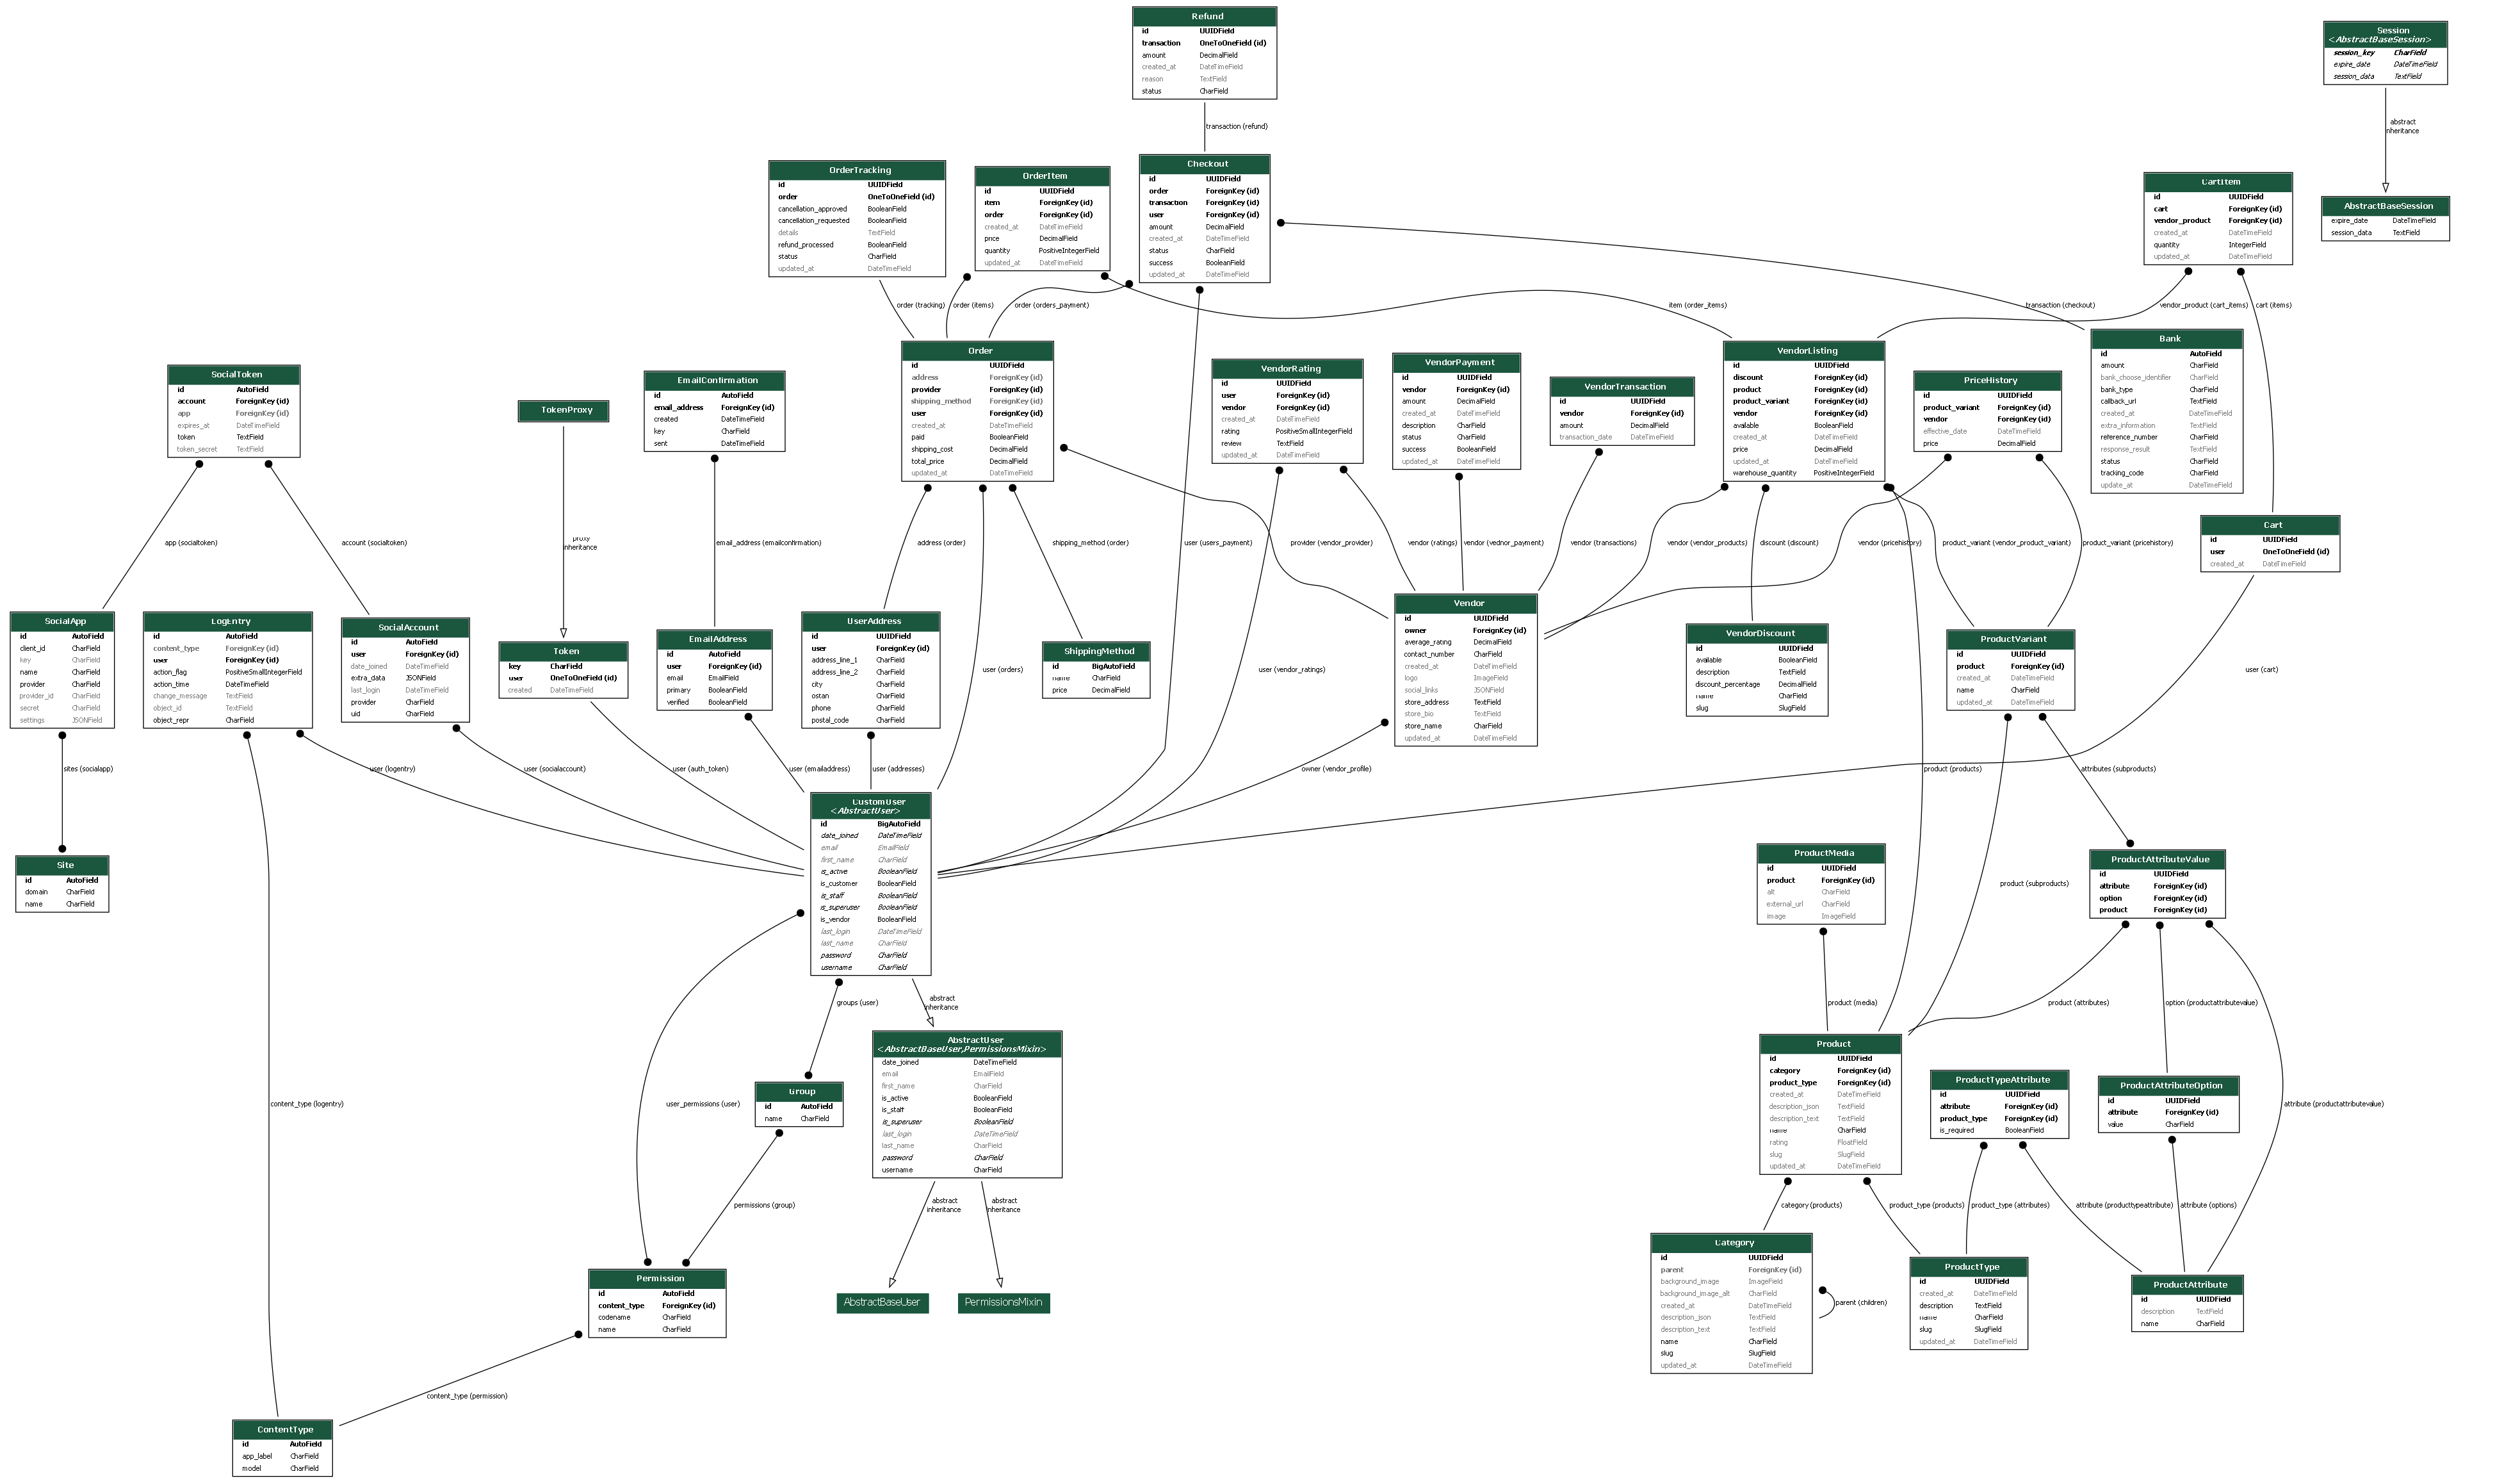 Refund
id UUIDField
transaction OneToOneField (id)
amount DecimalField
created_at DateTimeField
reason TextField
status CharField
Session
<AbstractBaseSession>
session_key CharField
expire_date DateTimeField
session_data TextField
transaction (refund)
abstract
inheritance
OrderTracking
id UUIDField
order OneToOneField (id)
cancellation_approved BooleanField
cancellation_requested BooleanField
details TextField
refund_processed BooleanField
status CharField
updated_at DateTimeField
OrderItem
id UUIDField
item ForeignKey (id)
order ForeignKey (id)
created_at DateTimeField
price DecimalField
quantity PositiveIntegerField
updated_at DateTimeField
Checkout
id UUIDField
order ForeignKey (id)
transaction ForeignKey (id)
user ForeignKey (id)
amount DecimalField
created_at DateTimeField
status CharField
success BooleanField
updated_at DateTimeField
CartItem
id UUIDField
cart ForeignKey (id)
vendor_product ForeignKey (id)
created_at DateTimeField
quantity IntegerField
updated_at DateTimeField
AbstractBaseSession
expire_date DateTimeField
session_data TextField
order (tracking)
order (items)
order (orders_payment)
item (order_items)
transaction (checkout)
vendor_product (cart_items)
cart (items)
SocialToken
id AutoField
account ForeignKey (id)
app ForeignKey (id)
expires_at DateTimeField
token TextField
token_secret TextField
TokenProxy
EmailConfirmation
id AutoField
email_address ForeignKey (id)
created DateTimeField
key CharField
sent DateTimeField
Order
id UUIDField
address ForeignKey (id)
provider ForeignKey (id)
shipping_method ForeignKey (id)
user ForeignKey (id)
created_at DateTimeField
paid BooleanField
shipping_cost DecimalField
total_price DecimalField
updated_at DateTimeField
VendorRating
id UUIDField
user ForeignKey (id)
vendor ForeignKey (id)
created_at DateTimeField
rating PositiveSmallIntegerField
review TextField
updated_at DateTimeField
VendorPayment
id UUIDField
vendor ForeignKey (id)
amount DecimalField
created_at DateTimeField
description CharField
status CharField
success BooleanField
updated_at DateTimeField
VendorTransaction
id UUIDField
vendor ForeignKey (id)
amount DecimalField
transaction_date DateTimeField
VendorListing
id UUIDField
discount ForeignKey (id)
product ForeignKey (id)
product_variant ForeignKey (id)
vendor ForeignKey (id)
available BooleanField
created_at DateTimeField
price DecimalField
updated_at DateTimeField
warehouse_quantity PositiveIntegerField
PriceHistory
id UUIDField
product_variant ForeignKey (id)
vendor ForeignKey (id)
effective_date DateTimeField
price DecimalField
Bank
id AutoField
amount CharField
bank_choose_identifier CharField
bank_type CharField
callback_url TextField
created_at DateTimeField
extra_information TextField
reference_number CharField
response_result TextField
status CharField
tracking_code CharField
update_at DateTimeField
Cart
id UUIDField
user OneToOneField (id)
created_at DateTimeField
app (socialtoken)
account (socialtoken)
proxy
inheritance
email_address (emailconfirmation)
address (order)
user (orders)
shipping_method (order)
user (users_payment)
provider (vendor_provider)
vendor (ratings)
vendor (vednor_payment)
vendor (transactions)
vendor (vendor_products)
discount (discount)
vendor (pricehistory)
product_variant (vendor_product_variant)
product_variant (pricehistory)
SocialApp
id AutoField
client_id CharField
key CharField
name CharField
provider CharField
provider_id CharField
secret CharField
settings JSONField
LogEntry
id AutoField
content_type ForeignKey (id)
user ForeignKey (id)
action_flag PositiveSmallIntegerField
action_time DateTimeField
change_message TextField
object_id TextField
object_repr CharField
SocialAccount
id AutoField
user ForeignKey (id)
date_joined DateTimeField
extra_data JSONField
last_login DateTimeField
provider CharField
uid CharField
Token
key CharField
user OneToOneField (id)
created DateTimeField
EmailAddress
id AutoField
user ForeignKey (id)
email EmailField
primary BooleanField
verified BooleanField
UserAddress
id UUIDField
user ForeignKey (id)
address_line_1 CharField
address_line_2 CharField
city CharField
ostan CharField
phone CharField
postal_code CharField
ShippingMethod
id BigAutoField
name CharField
price DecimalField
Vendor
id UUIDField
owner ForeignKey (id)
average_rating DecimalField
contact_number CharField
created_at DateTimeField
logo ImageField
social_links JSONField
store_address TextField
store_bio TextField
store_name CharField
updated_at DateTimeField
VendorDiscount
id UUIDField
available BooleanField
description TextField
discount_percentage DecimalField
name CharField
slug SlugField
ProductVariant
id UUIDField
product ForeignKey (id)
created_at DateTimeField
name CharField
updated_at DateTimeField
user (vendor_ratings)
user (cart)
sites (socialapp)
user (logentry)
user (socialaccount)
user (auth_token)
user (emailaddress)
user (addresses)
owner (vendor_profile)
product (products)
attributes (subproducts)
CustomUser
<AbstractUser>
id BigAutoField
date_joined DateTimeField
email EmailField
first_name CharField
is_active BooleanField
is_customer BooleanField
is_staff BooleanField
is_superuser BooleanField
is_vendor BooleanField
last_login DateTimeField
last_name CharField
password CharField
username CharField
Site
id AutoField
domain CharField
name CharField
ProductMedia
id UUIDField
product ForeignKey (id)
alt CharField
external_url CharField
image ImageField
product (subproducts)
ProductAttributeValue
id UUIDField
attribute ForeignKey (id)
option ForeignKey (id)
product ForeignKey (id)
groups (user)
abstract
inheritance
product (media)
product (attributes)
option (productattributevalue)
AbstractUser
<AbstractBaseUser,PermissionsMixin>
date_joined DateTimeField
email EmailField
first_name CharField
is_active BooleanField
is_staff BooleanField
is_superuser BooleanField
last_login DateTimeField
last_name CharField
password CharField
username CharField
Group
id AutoField
name CharField
Product
id UUIDField
category ForeignKey (id)
product_type ForeignKey (id)
created_at DateTimeField
description_json TextField
description_text TextField
name CharField
rating FloatField
slug SlugField
updated_at DateTimeField
ProductTypeAttribute
id UUIDField
attribute ForeignKey (id)
product_type ForeignKey (id)
is_required BooleanField
ProductAttributeOption
id UUIDField
attribute ForeignKey (id)
value CharField
content_type (logentry)
user_permissions (user)
attribute (productattributevalue)
permissions (group)
abstract
inheritance
abstract
inheritance
category (products)
product_type (products)
product_type (attributes)
attribute (producttypeattribute)
attribute (options)
Permission
id AutoField
content_type ForeignKey (id)
codename CharField
name CharField
AbstractBaseUser
PermissionsMixin
Category
id UUIDField
parent ForeignKey (id)
background_image ImageField
background_image_alt CharField
created_at DateTimeField
description_json TextField
description_text TextField
name CharField
slug SlugField
updated_at DateTimeField
parent (children)
ProductType
id UUIDField
created_at DateTimeField
description TextField
name CharField
slug SlugField
updated_at DateTimeField
ProductAttribute
id UUIDField
description TextField
name CharField
content_type (permission)
ContentType
id AutoField
app_label CharField
model CharField